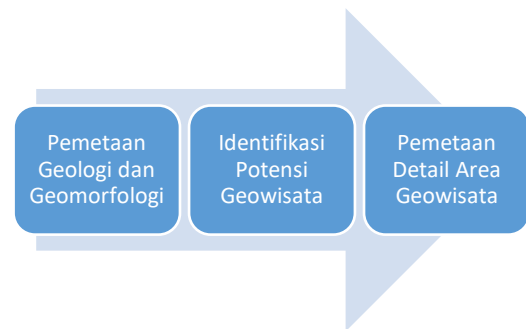 Pemetaan
Geologi dan
Geomorfologi
Identifikasi
Potensi
Geowisata
Pemetaan
Detail Area
Geowisata